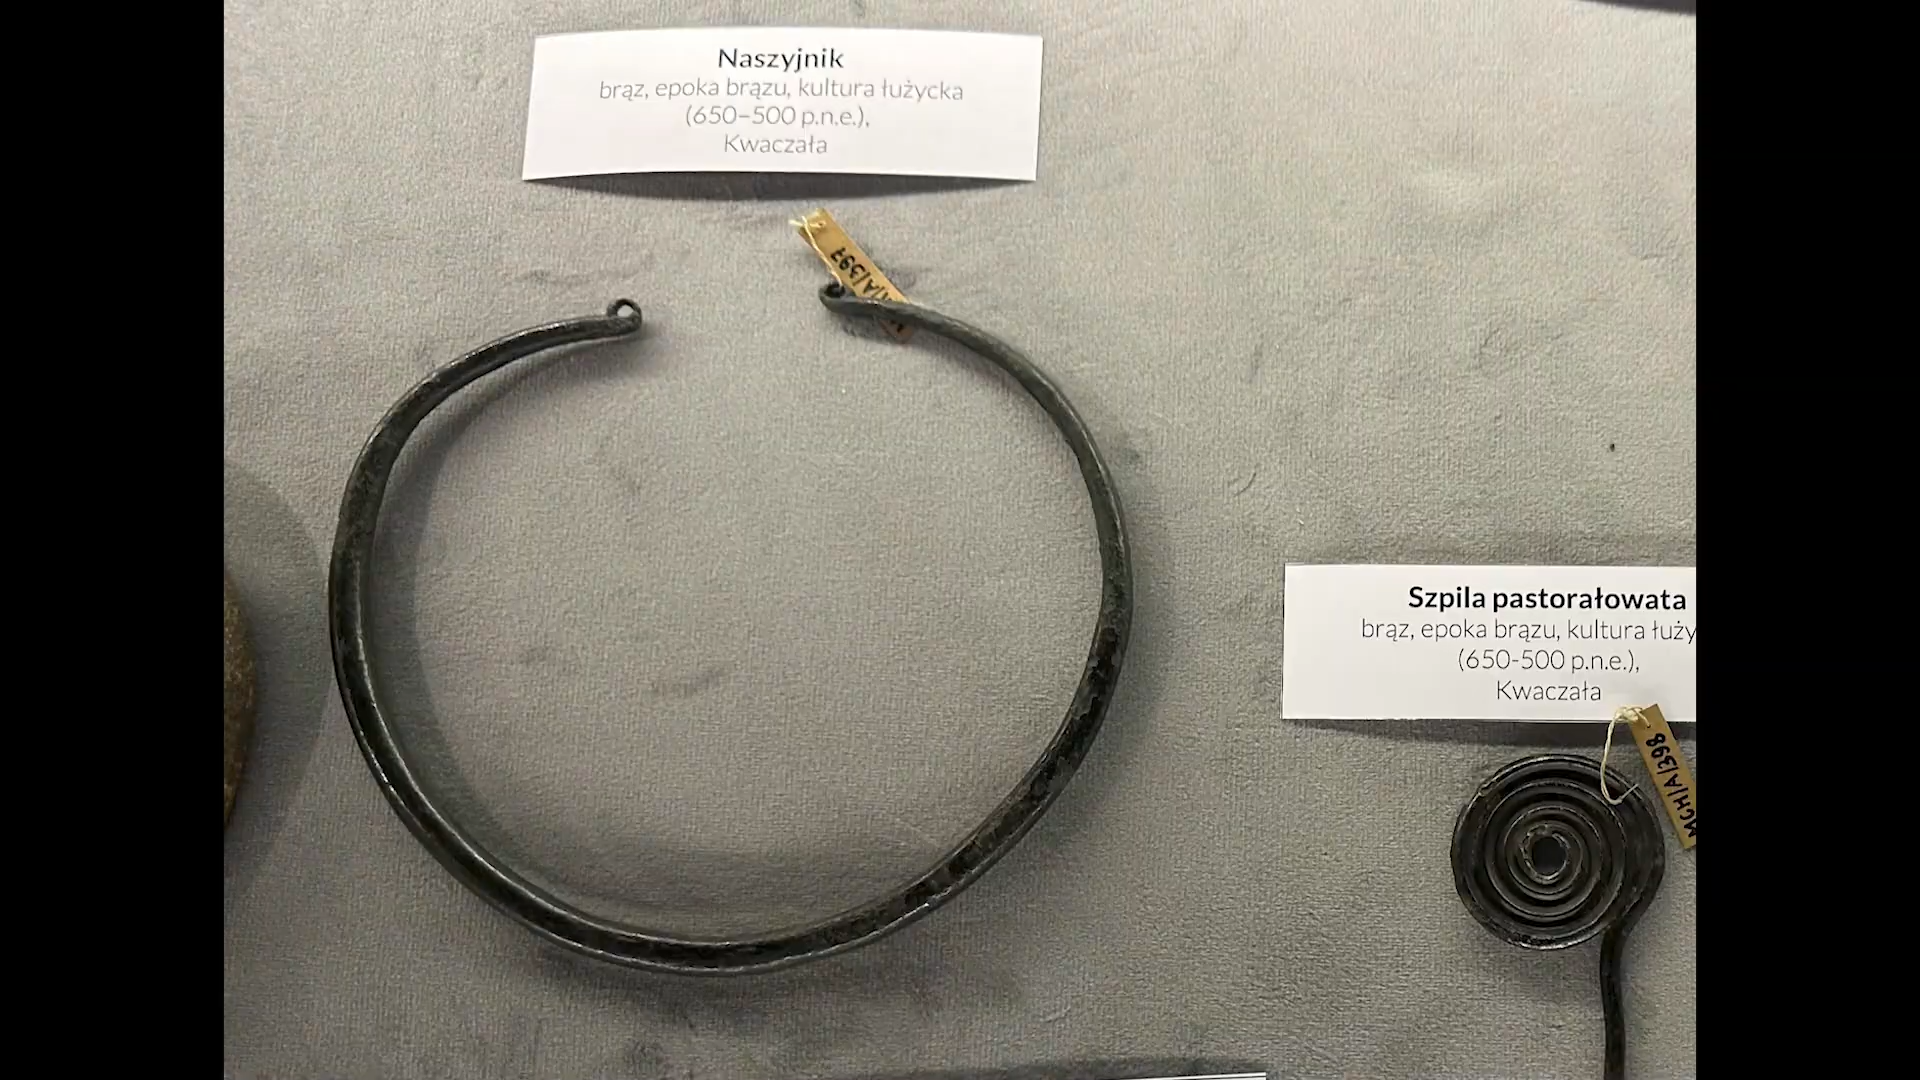 Naszyjnik
brąz, epoka brązu, kultura łużycka
(650–500 p.n.e.),
Kwaczała
/A/397
Szpila pastorałowata
brąz, epoka brązu, kultura łuży
(650-500 p.n.e.),
Kwaczała
MCH/A/398